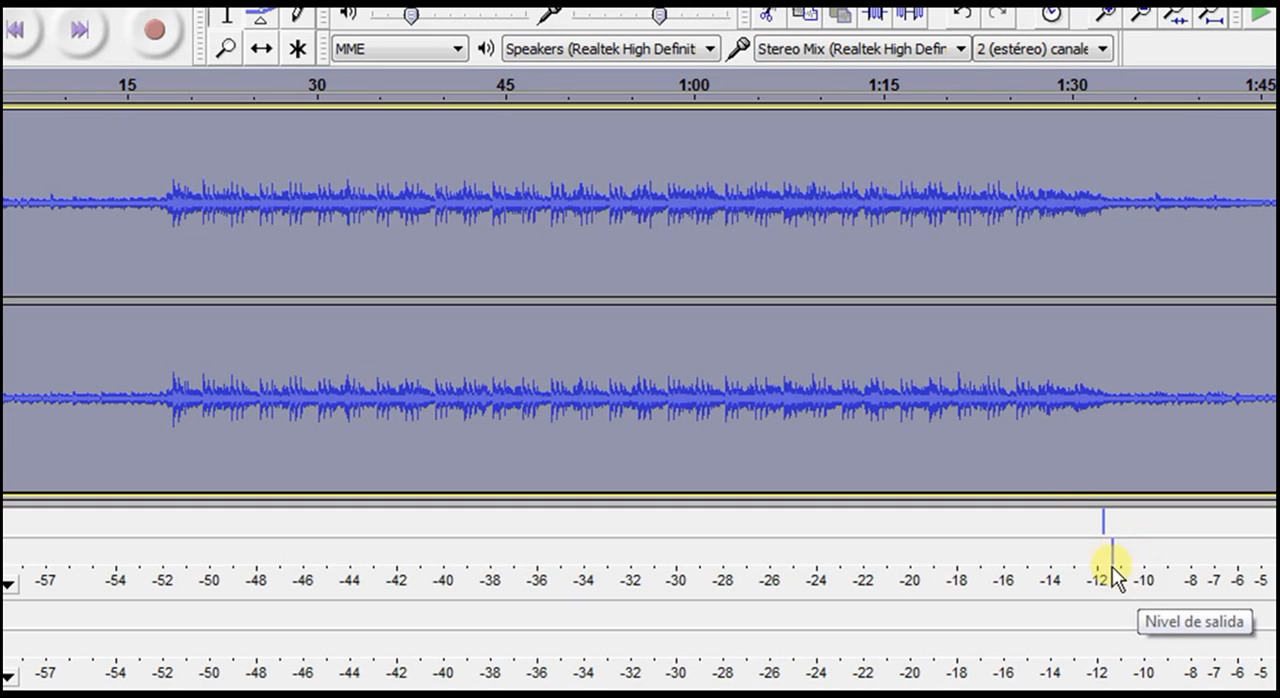 MME Speakers (Realtek High Definit Stereo Mix (Realtek High Defin 2 (estéreo) canale
15 30 45 1:00 1:15 1:30 1:45
-57 -54 -52 -50 -48 -46 -44 -42 -40 -38 -36 -34 -32 -30 -28 -26 -24 -22 -20 -18 -16 -14 -12 -10 -8 -7 -6 -5
Nivel de salida
-57 -54 -52 -50 -48 -46 -44 -42 -40 -38 -36 -34 -32 -30 -28 -26 -24 -22 -20 -18 -16 -14 -12 -10 -8 -7 -6 -5